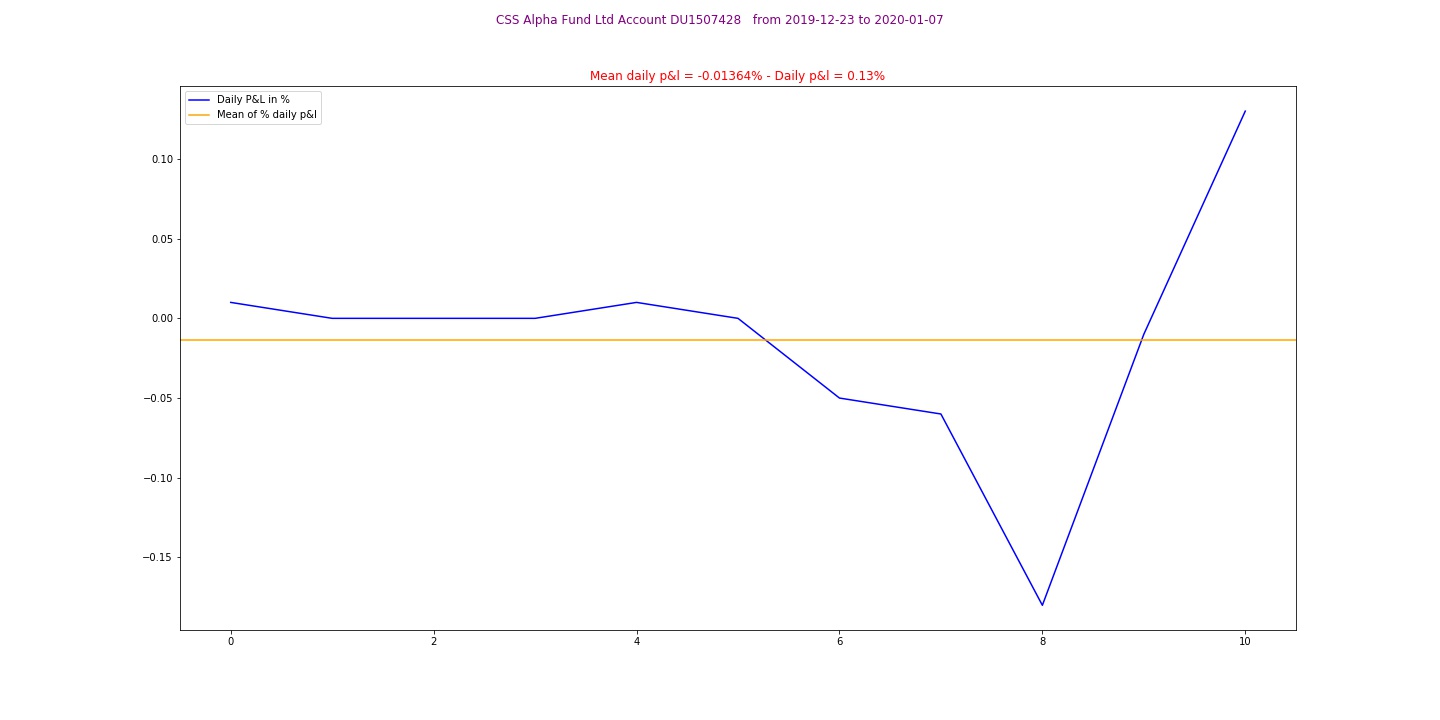 CSS Alpha Fund Ltd Account DU1507428   from 2019-12-23 to 2020-01-07
Mean daily p&l = -0.01364% - Daily p&l = 0.13%
Daily P&L in %
Mean of % daily p&l
0.10
0.05
0.00
−0.05
−0.10
−0.15
0 2 4 6 8 10